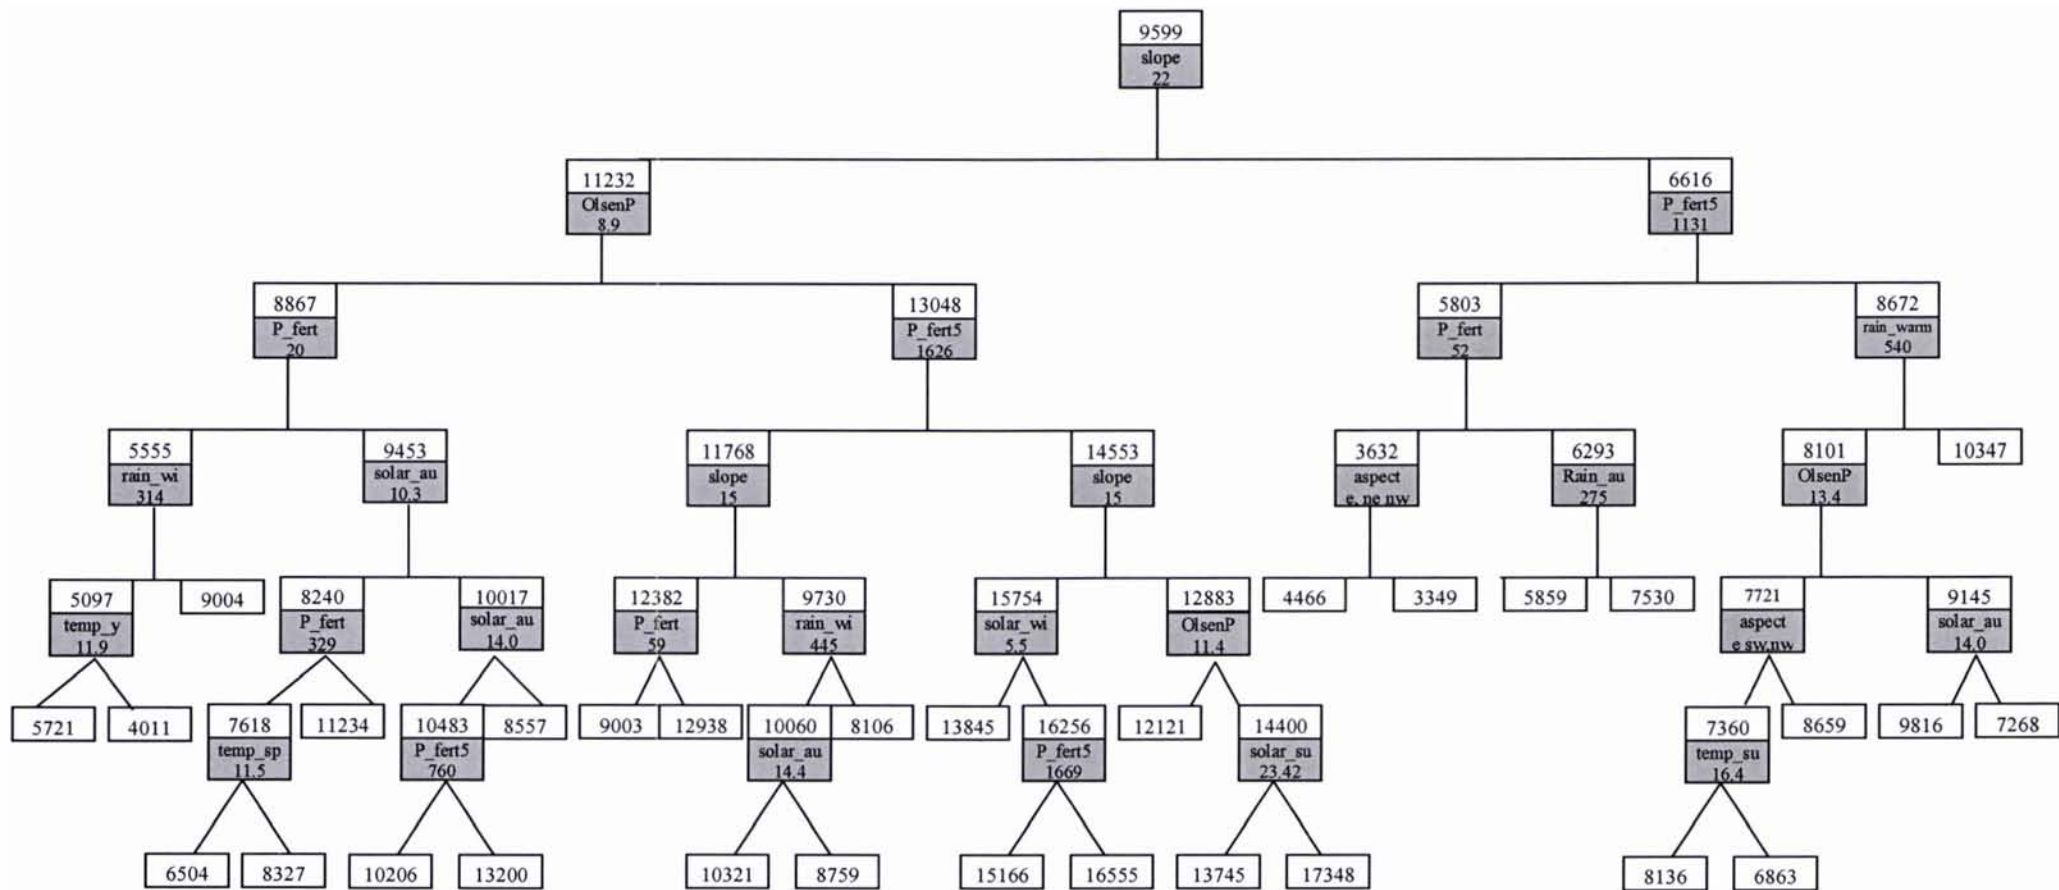 9599
slope
22
11232
OlsenP
8.9
6616
P_fert5
1131
8867
P_fert
20
13048
P_fert5
1626
5803
P_fert
52
8672
rain_warm
540
5555
rain_wi
314
9453
solar_au
10.3
11768
slope
15
14553
slope
15
3632
aspect
e, ne nw
6293
Rain_au
275
8101
OlsenP
13.4
10347
5097
temp_y
11.9
9004
8240
P_fert
329
10017
solar_au
14.0
12382
P_fert
59
9730
rain_wi
445
15754
solar_wi
5.5
12883
OlsenP
11.4
4466
3349
5859
7530
7721
aspect
e sw,nw
9145
solar_au
14.0
5721
4011
7618
temp_sp
11.5
11234
10483
P_fert5
760
8557
9003
12938
10060
solar_au
14.4
8106
13845
16256
P_fert5
1669
12121
14400
solar_su
23.42
7360
temp_su
16.4
8659
9816
7268
6504
8327
10206
13200
10321
8759
15166
16555
13745
17348
8136
6863